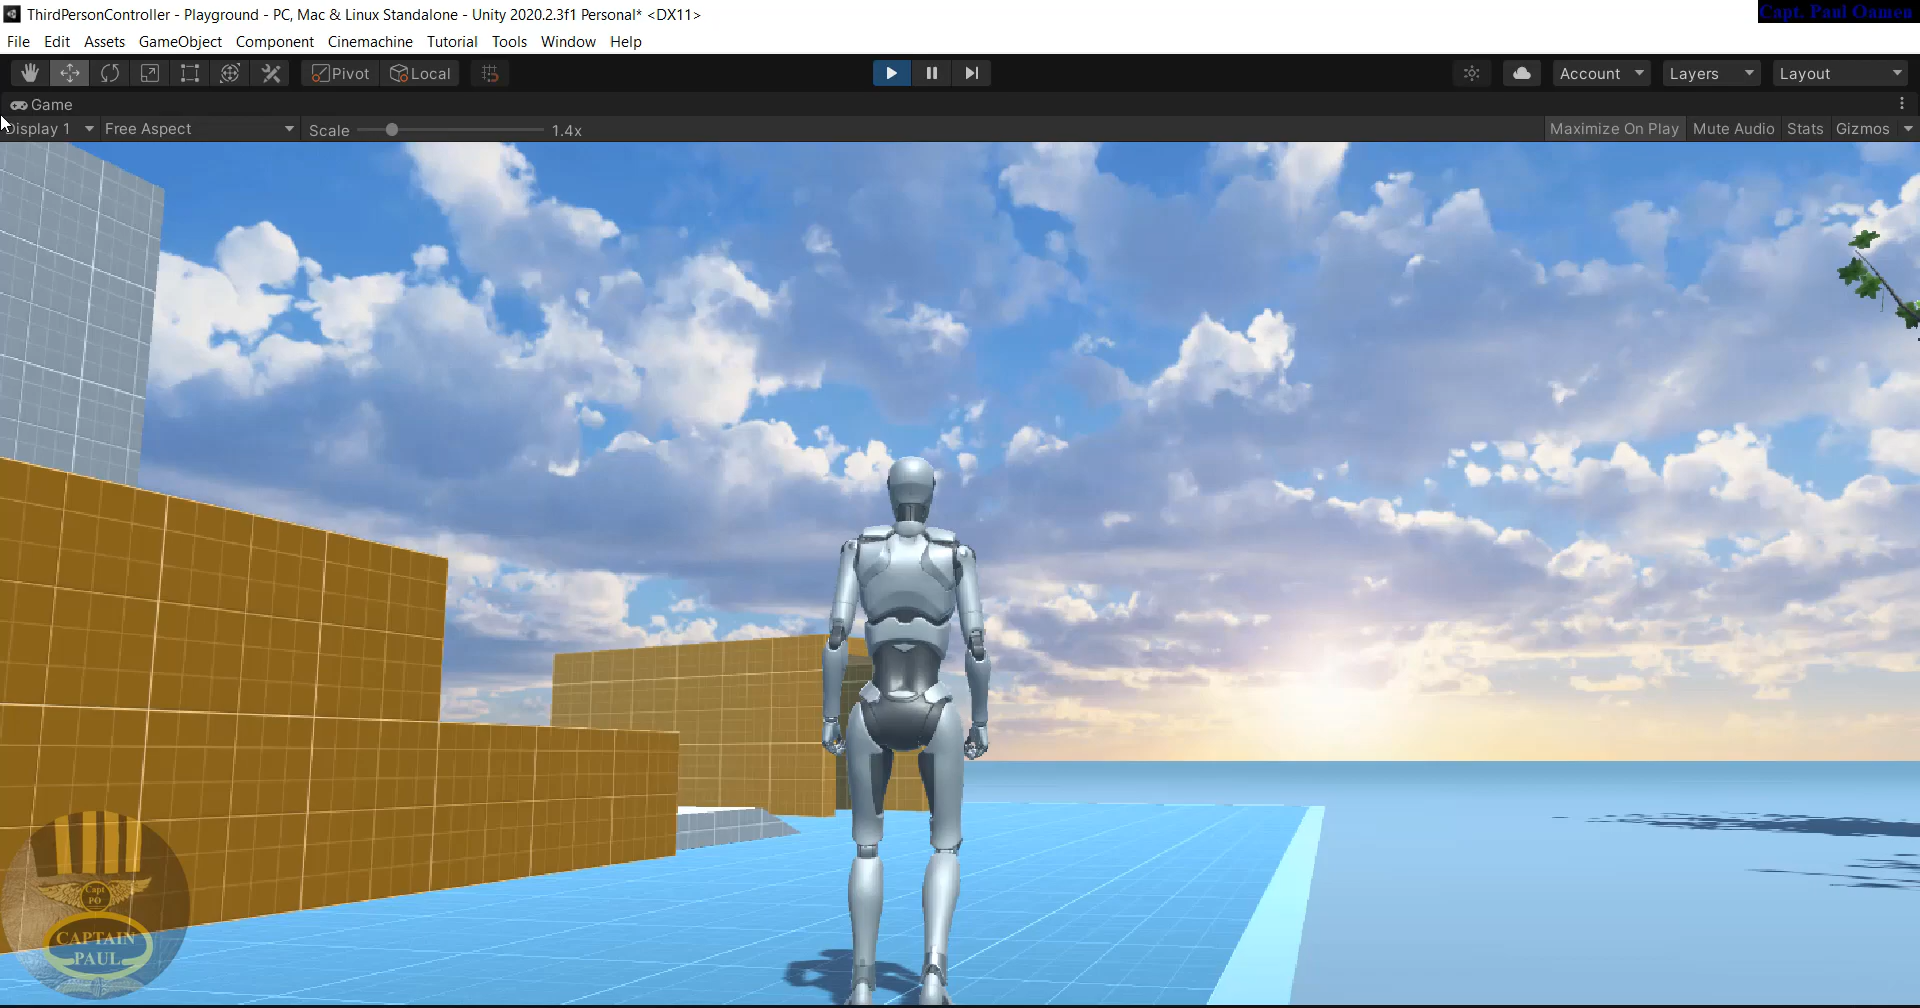 ThirdPersonController - Playground - PC, Mac & Linux Standalone - Unity 2020.2.3f1 Personal* <DX11>
Capt. Paul Oamen
File Edit Assets GameObject Component Cinemachine Tutorial Tools Window Help
Pivot Local Account Layers Layout
Game
Display 1 Free Aspect Scale 1.4x Maximize On Play Mute Audio Stats Gizmos
Capt
PO
CAPTAIN
PAUL